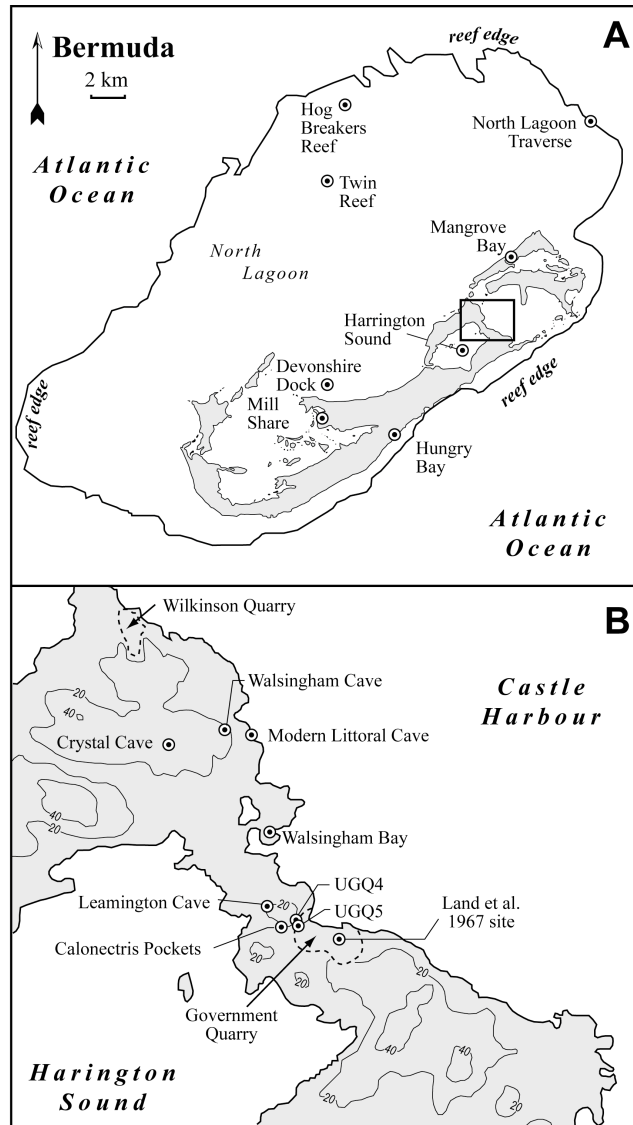 A
Bermuda
2 km
reef edge
Hog
Breakers
Reef
North Lagoon
Traverse
Atlantic
Ocean
Twin
Reef
Mangrove
Bay
North
Lagoon
Harrington
Sound
Devonshire
Dock
Mill
Share
reef edge
reef edge
Hungry
Bay
Atlantic
Ocean
B
Wilkinson Quarry
Walsingham Cave
Castle
Harbour
20
40
Crystal Cave
Modern Littoral Cave
40
20
Walsingham Bay
Leamington Cave
20
UGQ4
UGQ5
Land et al.
1967 site
Calonectris Pockets
20
20
20
Government
Quarry
40
40
Harington
Sound
20
20